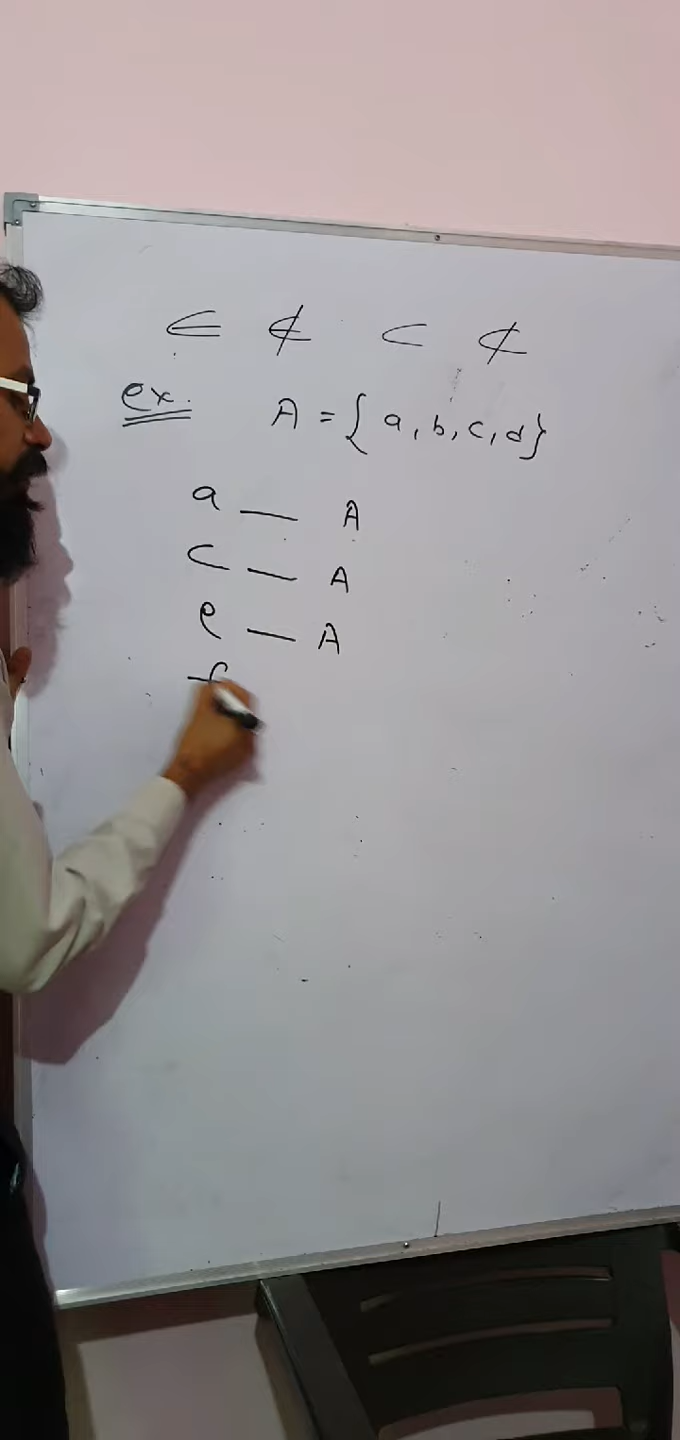 ∈ ∉ ⊂ ⊄
ex. A = { a, b, c, d }
a — A
c — A
e — A
f